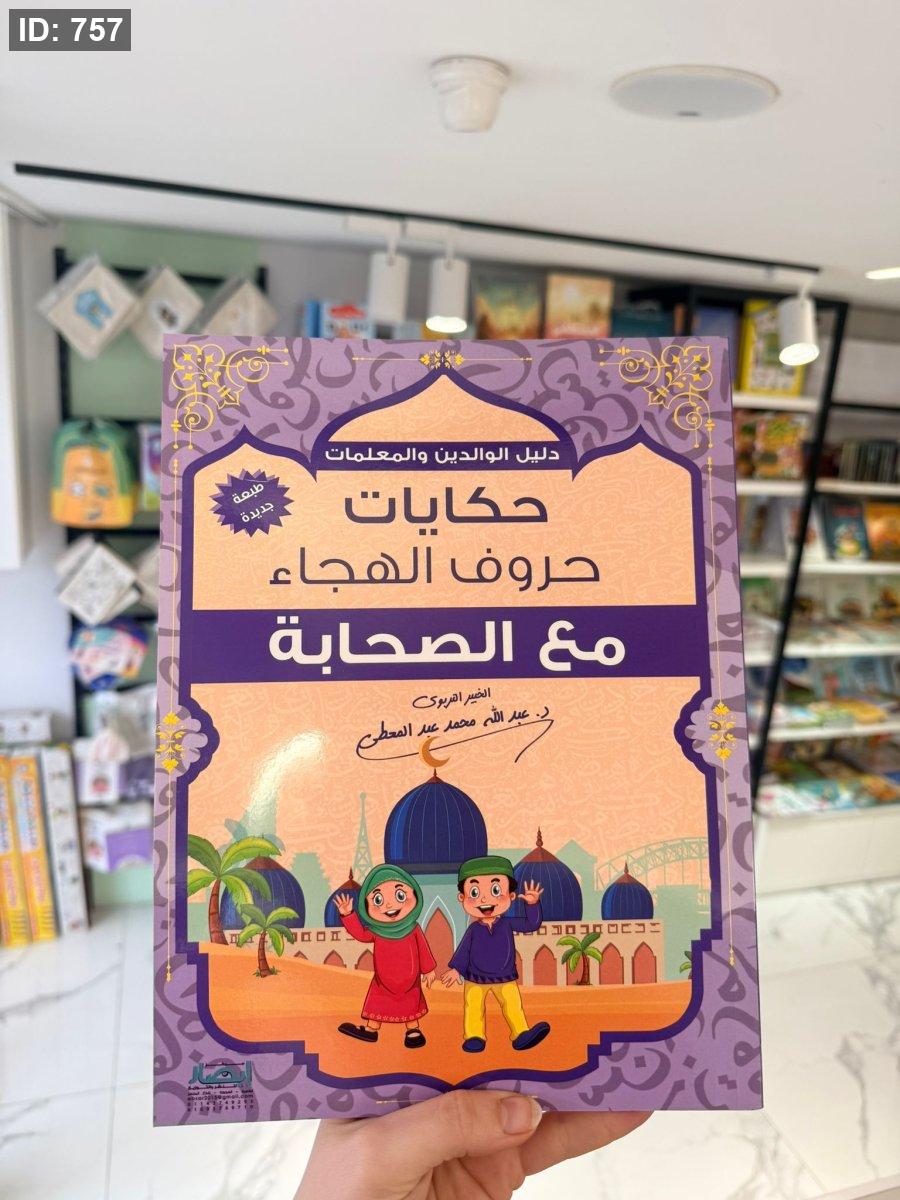 ID: 757
دليل الوالدين والمعلمات
طبعة
جديدة
حكايات
حروف الهجاء
مع الصحابة
الخبير التربوي
د. عبد الله محمد عبد المعطي
إبصار